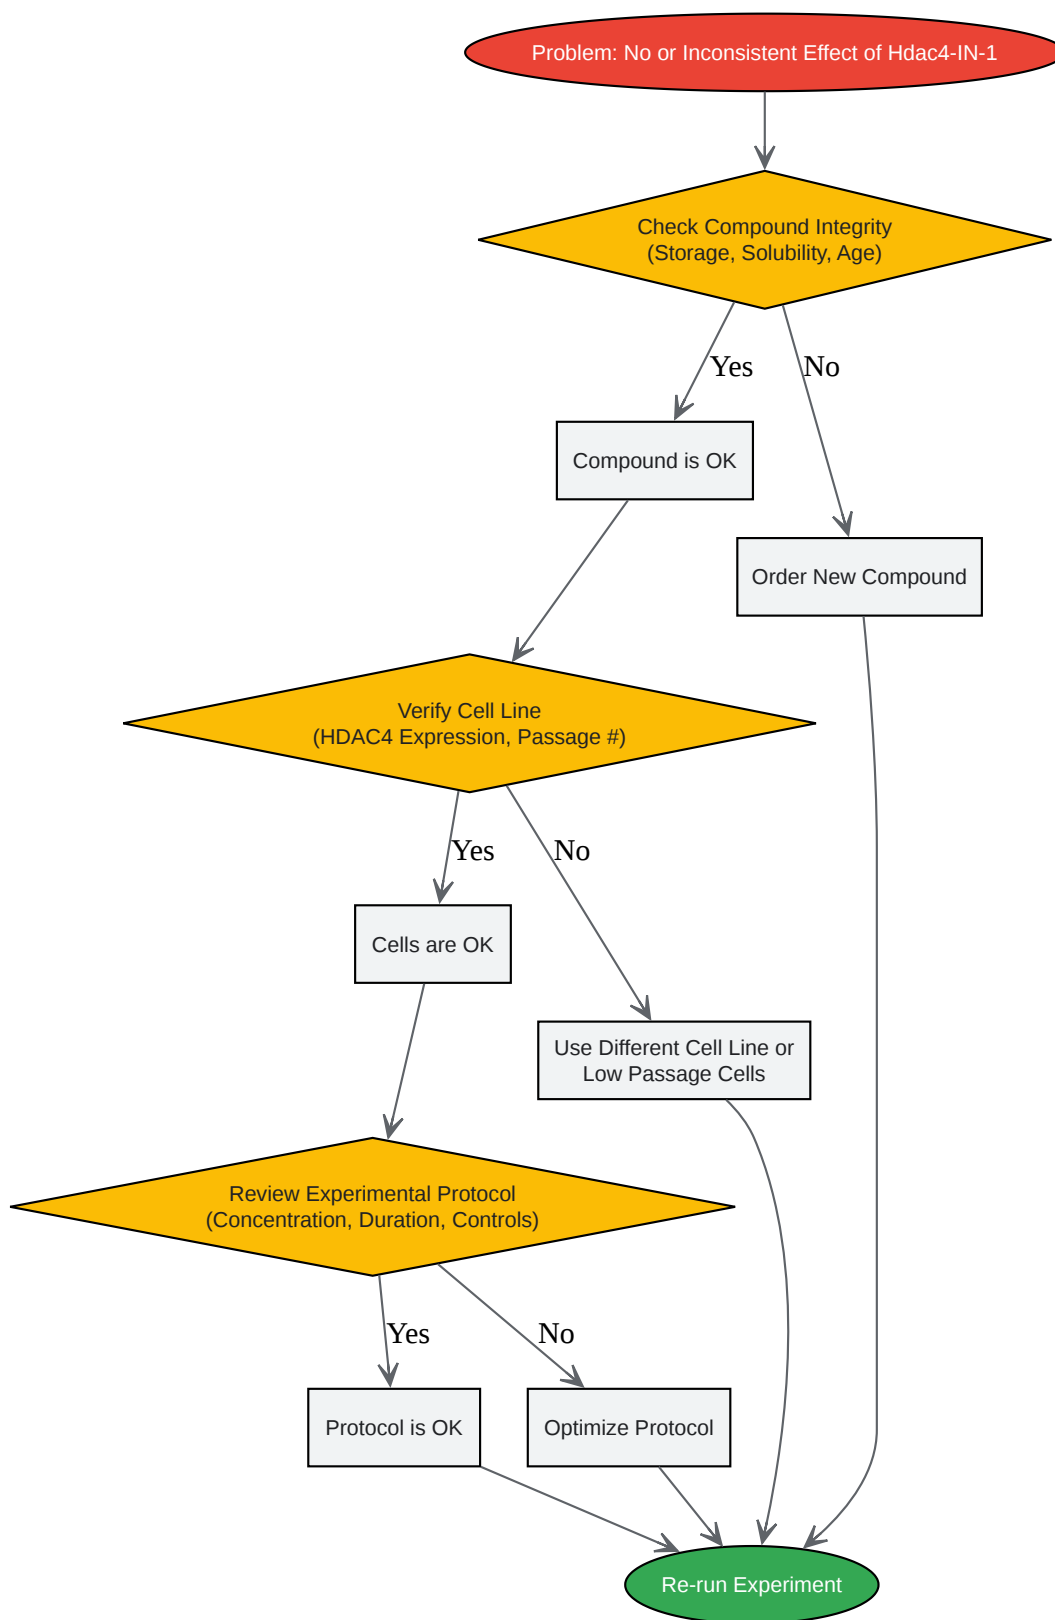 Problem: No or Inconsistent Effect of Hdac4-IN-1
Check Compound Integrity
(Storage, Solubility, Age)
Yes
No
Compound is OK
Order New Compound
Verify Cell Line
(HDAC4 Expression, Passage #)
Yes
No
Cells are OK
Use Different Cell Line or
Low Passage Cells
Review Experimental Protocol
(Concentration, Duration, Controls)
Yes
No
Protocol is OK
Optimize Protocol
Re-run Experiment